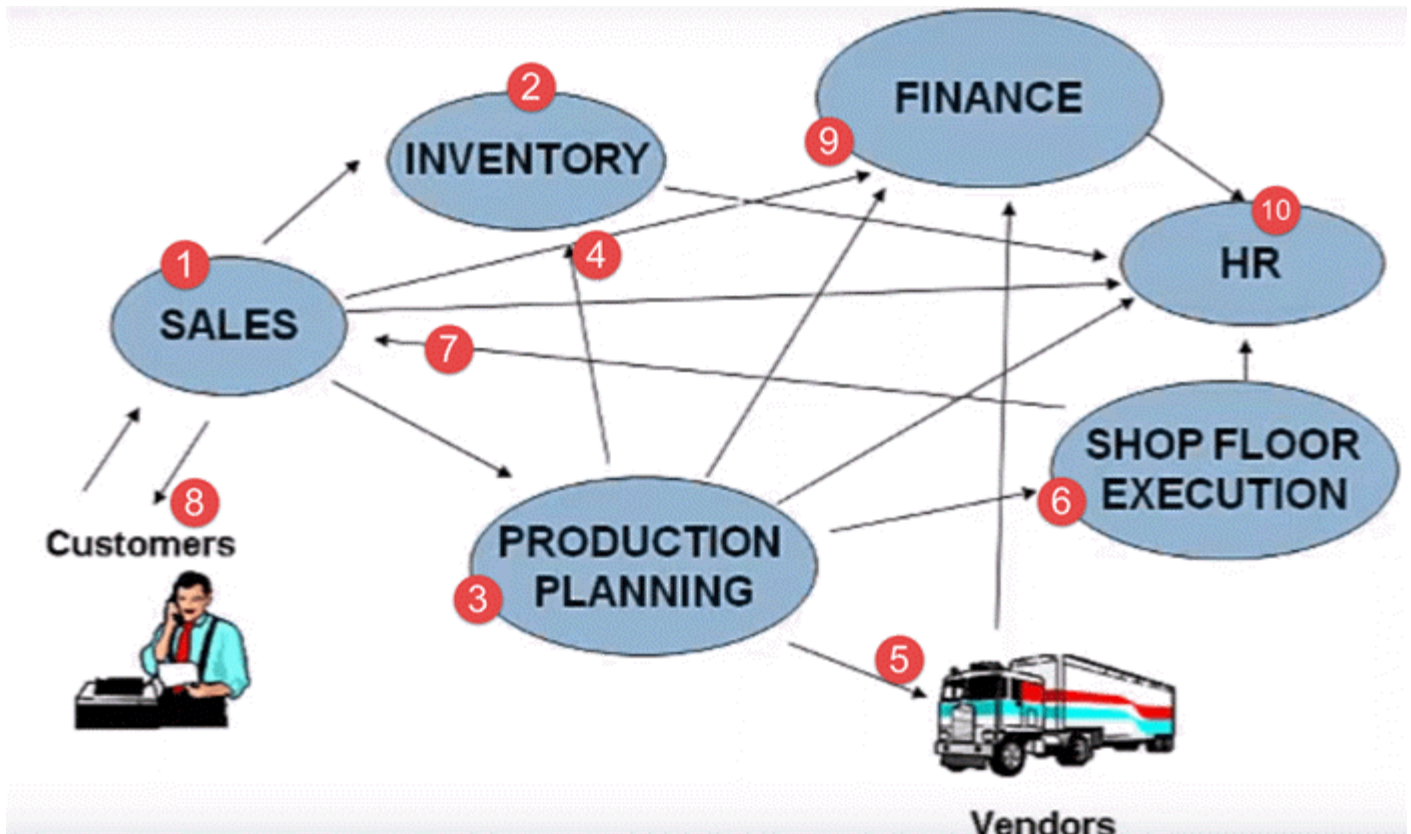 2
FINANCE
INVENTORY
9
10
1
4
HR
SALES
7
SHOP FLOOR
EXECUTION
8
6
Customers
PRODUCTION
PLANNING
3
5
Vendors